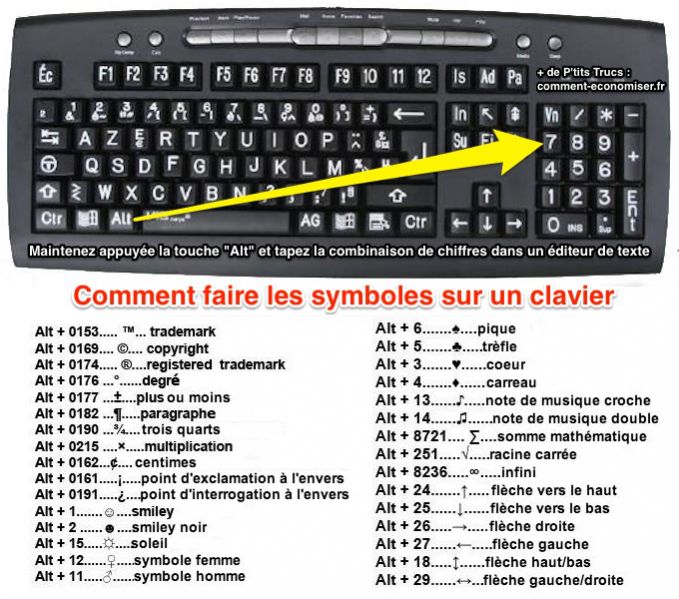 + de P'tits Trucs :
comment-economiser.fr
Éc F1 F2 F3 F4 F5 F6 F7 F8 F9 10 11 12 Is Ad Pa
In Vn / * -
A Z E R T Y U I O P Su 7 8 9 +
Q S D F G H J K L M 4 5 6
W X C V B N 1 2 3 Ent
Ctr Alt AG Ctr 0 INS Sup
Maintenez appuyée la touche "Alt" et tapez la combinaison de chiffres dans un éditeur de texte
Comment faire les symboles sur un clavier
Alt + 0153..... ™... trademark
Alt + 0169.... ©.... copyright
Alt + 0174..... ®....registered trademark
Alt + 0176 ...°......degré
Alt + 0177 ...±....plus ou moins
Alt + 0182 ...¶.....paragraphe
Alt + 0190 ...¾....trois quarts
Alt + 0215 ....×.....multiplication
Alt + 0162..¢.... centimes
Alt + 0161.....¡....point d'exclamation à l'envers
Alt + 0191.....¿...point d'interrogation à l'envers
Alt + 1.......☺....smiley
Alt + 2 ......☻...smiley noir
Alt + 15.....☼....soleil
Alt + 12......♀.....symbole femme
Alt + 11.....♂......symbole homme
Alt + 6.......♠....pique
Alt + 5.......♣.....trèfle
Alt + 3.......♥.....coeur
Alt + 4.......♦.....carreau
Alt + 13......♪.....note de musique croche
Alt + 14......♫.....note de musique double
Alt + 8721.... ∑....somme mathématique
Alt + 251.....√.....racine carrée
Alt + 8236.....∞.....infini
Alt + 24......↑.....flèche vers le haut
Alt + 25......↓.....flèche vers le bas
Alt + 26.....→.....flèche droite
Alt + 27.....←....flèche gauche
Alt + 18.....↕.....flèche haut/bas
Alt + 29.....↔...flèche gauche/droite